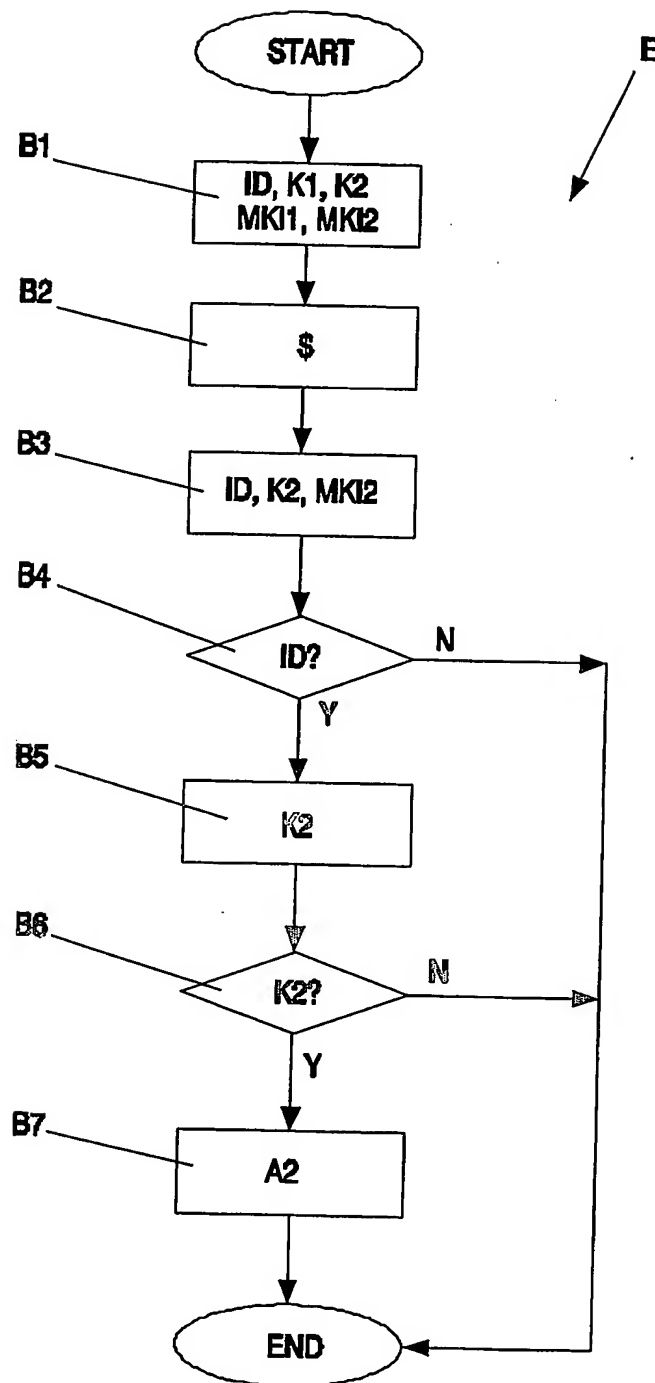 START
B
B1
ID, K1, K2
MKI1, MKI2
B2
$
B3
ID, K2, MKI2
B4
ID?
N
Y
B5
K2
B6
K2?
N
Y
B7
A2
END